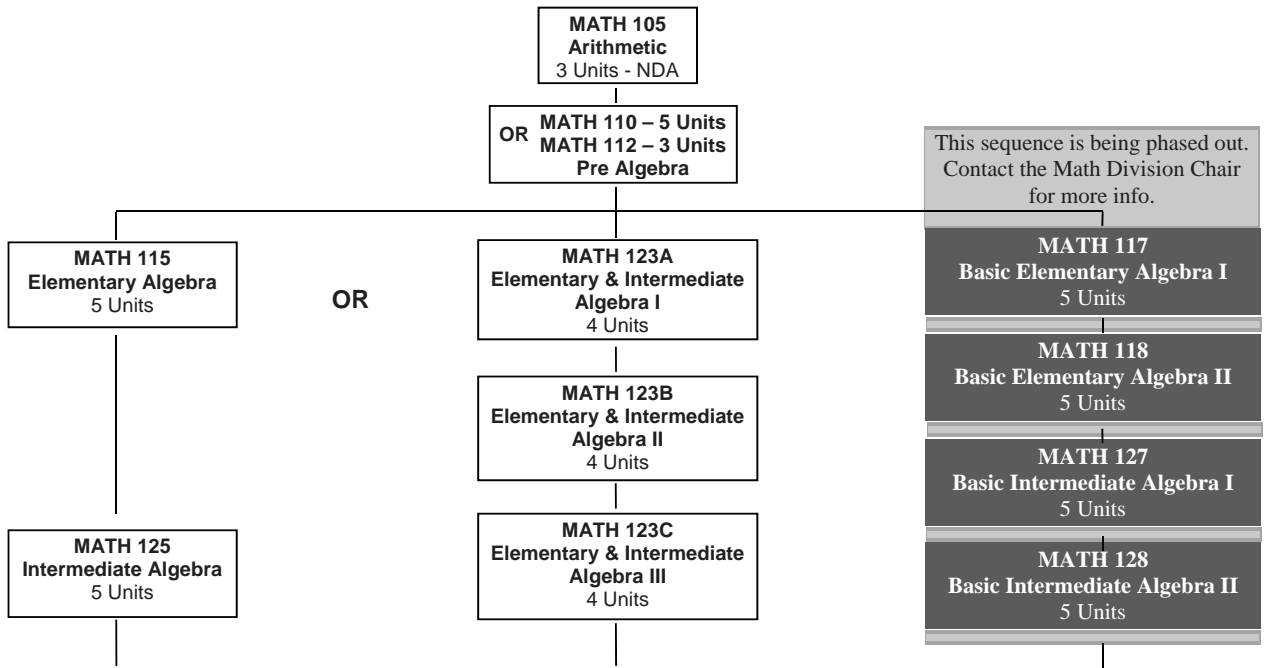 MATH 105
Arithmetic
3 Units - NDA
OR MATH 110 – 5 Units
MATH 112 – 3 Units
Pre Algebra
This sequence is being phased out.
Contact the Math Division Chair
for more info.
MATH 115
Elementary Algebra
5 Units
OR
MATH 123A
Elementary & Intermediate
Algebra I
4 Units
MATH 117
Basic Elementary Algebra I
5 Units
MATH 123B
Elementary & Intermediate
Algebra II
4 Units
MATH 118
Basic Elementary Algebra II
5 Units
MATH 127
Basic Intermediate Algebra I
5 Units
MATH 125
Intermediate Algebra
5 Units
MATH 123C
Elementary & Intermediate
Algebra III
4 Units
MATH 128
Basic Intermediate Algebra II
5 Units